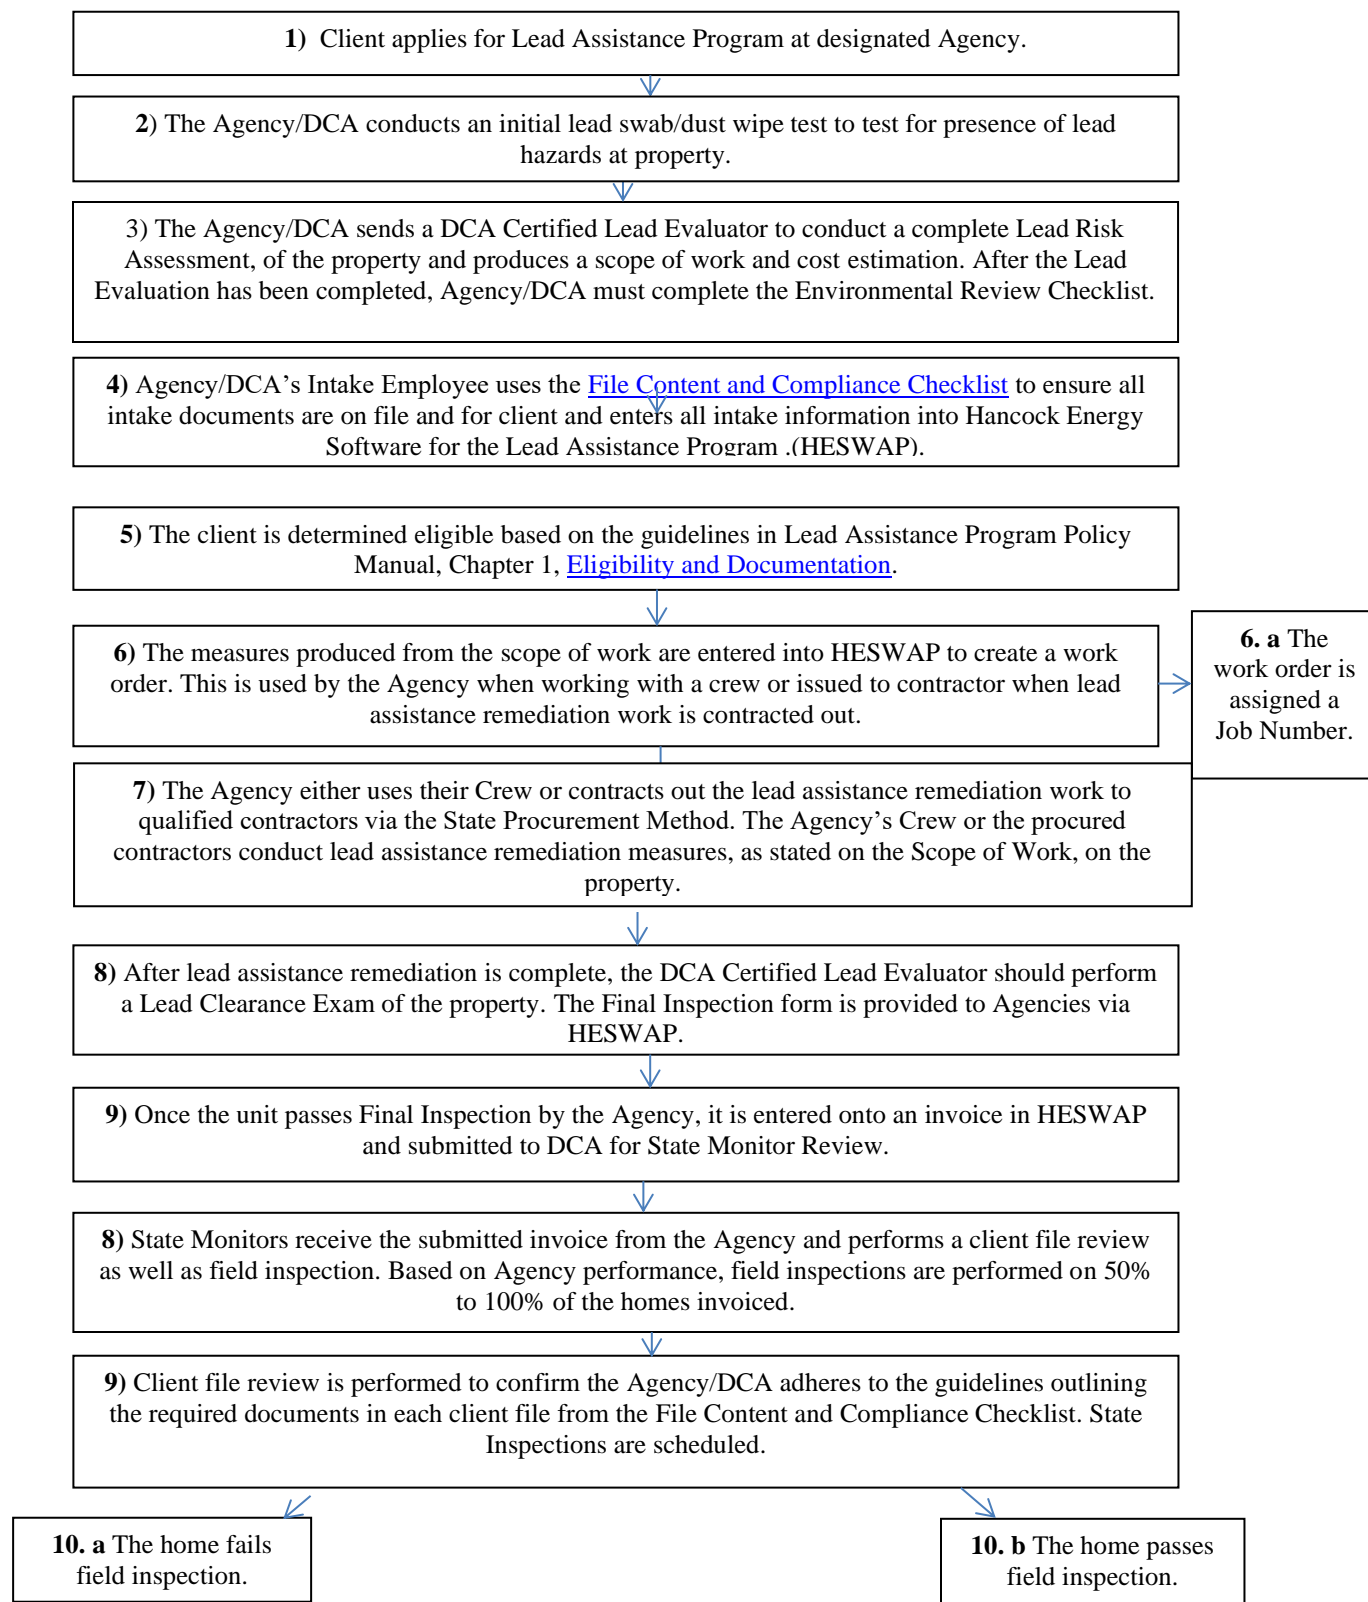 1) Client applies for Lead Assistance Program at designated Agency.
2) The Agency/DCA conducts an initial lead swab/dust wipe test to test for presence of lead
hazards at property.
3) The Agency/DCA sends a DCA Certified Lead Evaluator to conduct a complete Lead Risk
Assessment, of the property and produces a scope of work and cost estimation. After the Lead
Evaluation has been completed, Agency/DCA must complete the Environmental Review Checklist.
4) Agency/DCA’s Intake Employee uses the File Content and Compliance Checklist to ensure all
intake documents are on file and for client and enters all intake information into Hancock Energy
Software for the Lead Assistance Program .(HESWAP).
5) The client is determined eligible based on the guidelines in Lead Assistance Program Policy
Manual, Chapter 1, Eligibility and Documentation.
6) The measures produced from the scope of work are entered into HESWAP to create a work
order. This is used by the Agency when working with a crew or issued to contractor when lead
assistance remediation work is contracted out.
6. a The
work order is
assigned a
Job Number.
7) The Agency either uses their Crew or contracts out the lead assistance remediation work to
qualified contractors via the State Procurement Method. The Agency’s Crew or the procured
contractors conduct lead assistance remediation measures, as stated on the Scope of Work, on the
property.
8) After lead assistance remediation is complete, the DCA Certified Lead Evaluator should perform
a Lead Clearance Exam of the property. The Final Inspection form is provided to Agencies via
HESWAP.
9) Once the unit passes Final Inspection by the Agency, it is entered onto an invoice in HESWAP
and submitted to DCA for State Monitor Review.
8) State Monitors receive the submitted invoice from the Agency and performs a client file review
as well as field inspection. Based on Agency performance, field inspections are performed on 50%
to 100% of the homes invoiced.
9) Client file review is performed to confirm the Agency/DCA adheres to the guidelines outlining
the required documents in each client file from the File Content and Compliance Checklist. State
Inspections are scheduled.
10. a The home fails
field inspection.
10. b The home passes
field inspection.